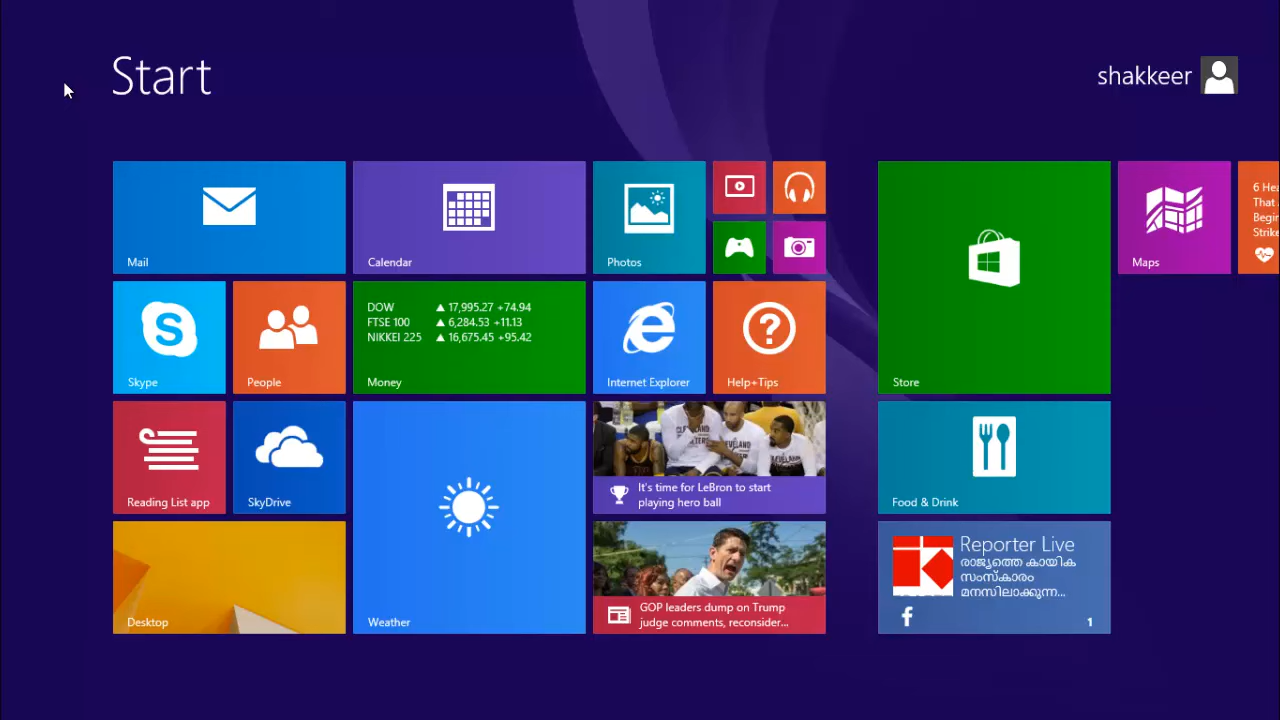 Start
shakkeer
Mail
Calendar
Photos
Maps
6 Hea
That
Begin
Strike
Skype
People
DOW ▲ 17,995.27 +74.94
FTSE 100 ▲ 6,284.53 +11.13
NIKKEI 225 ▲ 16,675.45 +95.42
Money
Internet Explorer
Help+Tips
Store
Reading List app
SkyDrive
It's time for LeBron to start
playing hero ball
Food & Drink
Desktop
Weather
GOP leaders dump on Trump
judge comments, reconsider...
Reporter Live
രാജ്യത്തെ കായിക
സംസ്കാരം
മനസിലാക്കുന്ന...
1